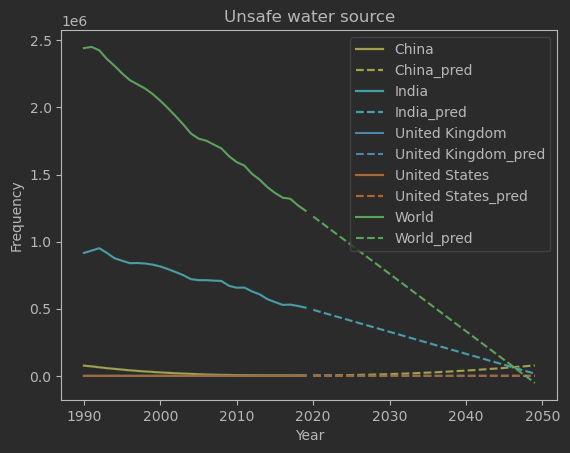 Unsafe water source
1e6
2.5
2.0
1.5
1.0
0.5
0.0
Frequency
China
China_pred
India
India_pred
United Kingdom
United Kingdom_pred
United States
United States_pred
World
World_pred
1990 2000 2010 2020 2030 2040 2050
Year